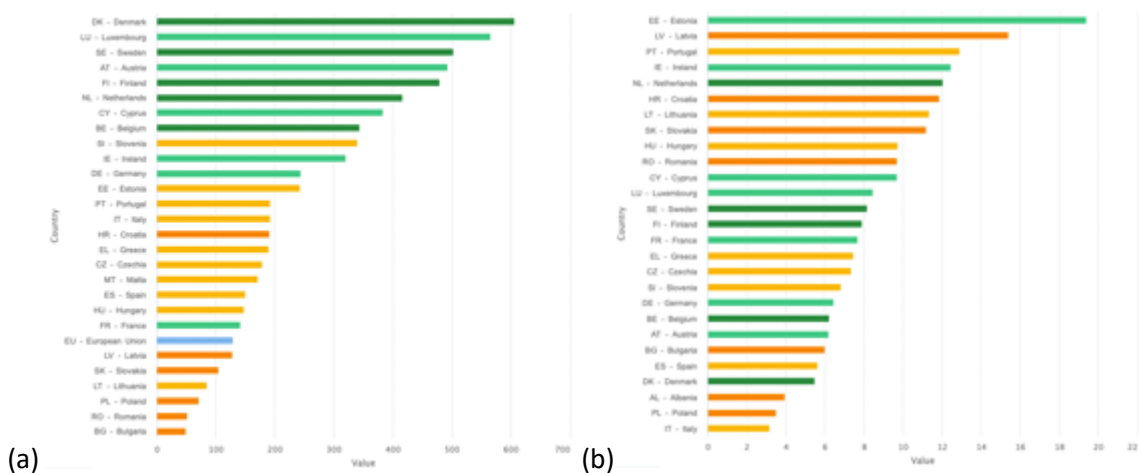 DK - Denmark
LU - Luxembourg
SE - Sweden
AT - Austria
FI - Finland
NL - Netherlands
CY - Cyprus
BE - Belgium
SI - Slovenia
IE - Ireland
DE - Germany
EE - Estonia
PT - Portugal
IT - Italy
HR - Croatia
EL - Greece
CZ - Czechia
MT - Malta
ES - Spain
HU - Hungary
FR - France
EU - European Union
LV - Latvia
SK - Slovakia
LT - Lithuania
PL - Poland
RO - Romania
BG - Bulgaria
Country
0 100 200 300 400 500 600 700
Value
(a)
EE - Estonia
LV - Latvia
PT - Portugal
IE - Ireland
NL - Netherlands
HR - Croatia
LT - Lithuania
SK - Slovakia
HU - Hungary
RO - Romania
CY - Cyprus
LU - Luxembourg
SE - Sweden
FI - Finland
FR - France
EL - Greece
CZ - Czechia
SI - Slovenia
DE - Germany
BE - Belgium
AT - Austria
BG - Bulgaria
ES - Spain
DK - Denmark
AL - Albania
PL - Poland
IT - Italy
Country
0 2 4 6 8 10 12 14 16 18 20 22
Value
(b)